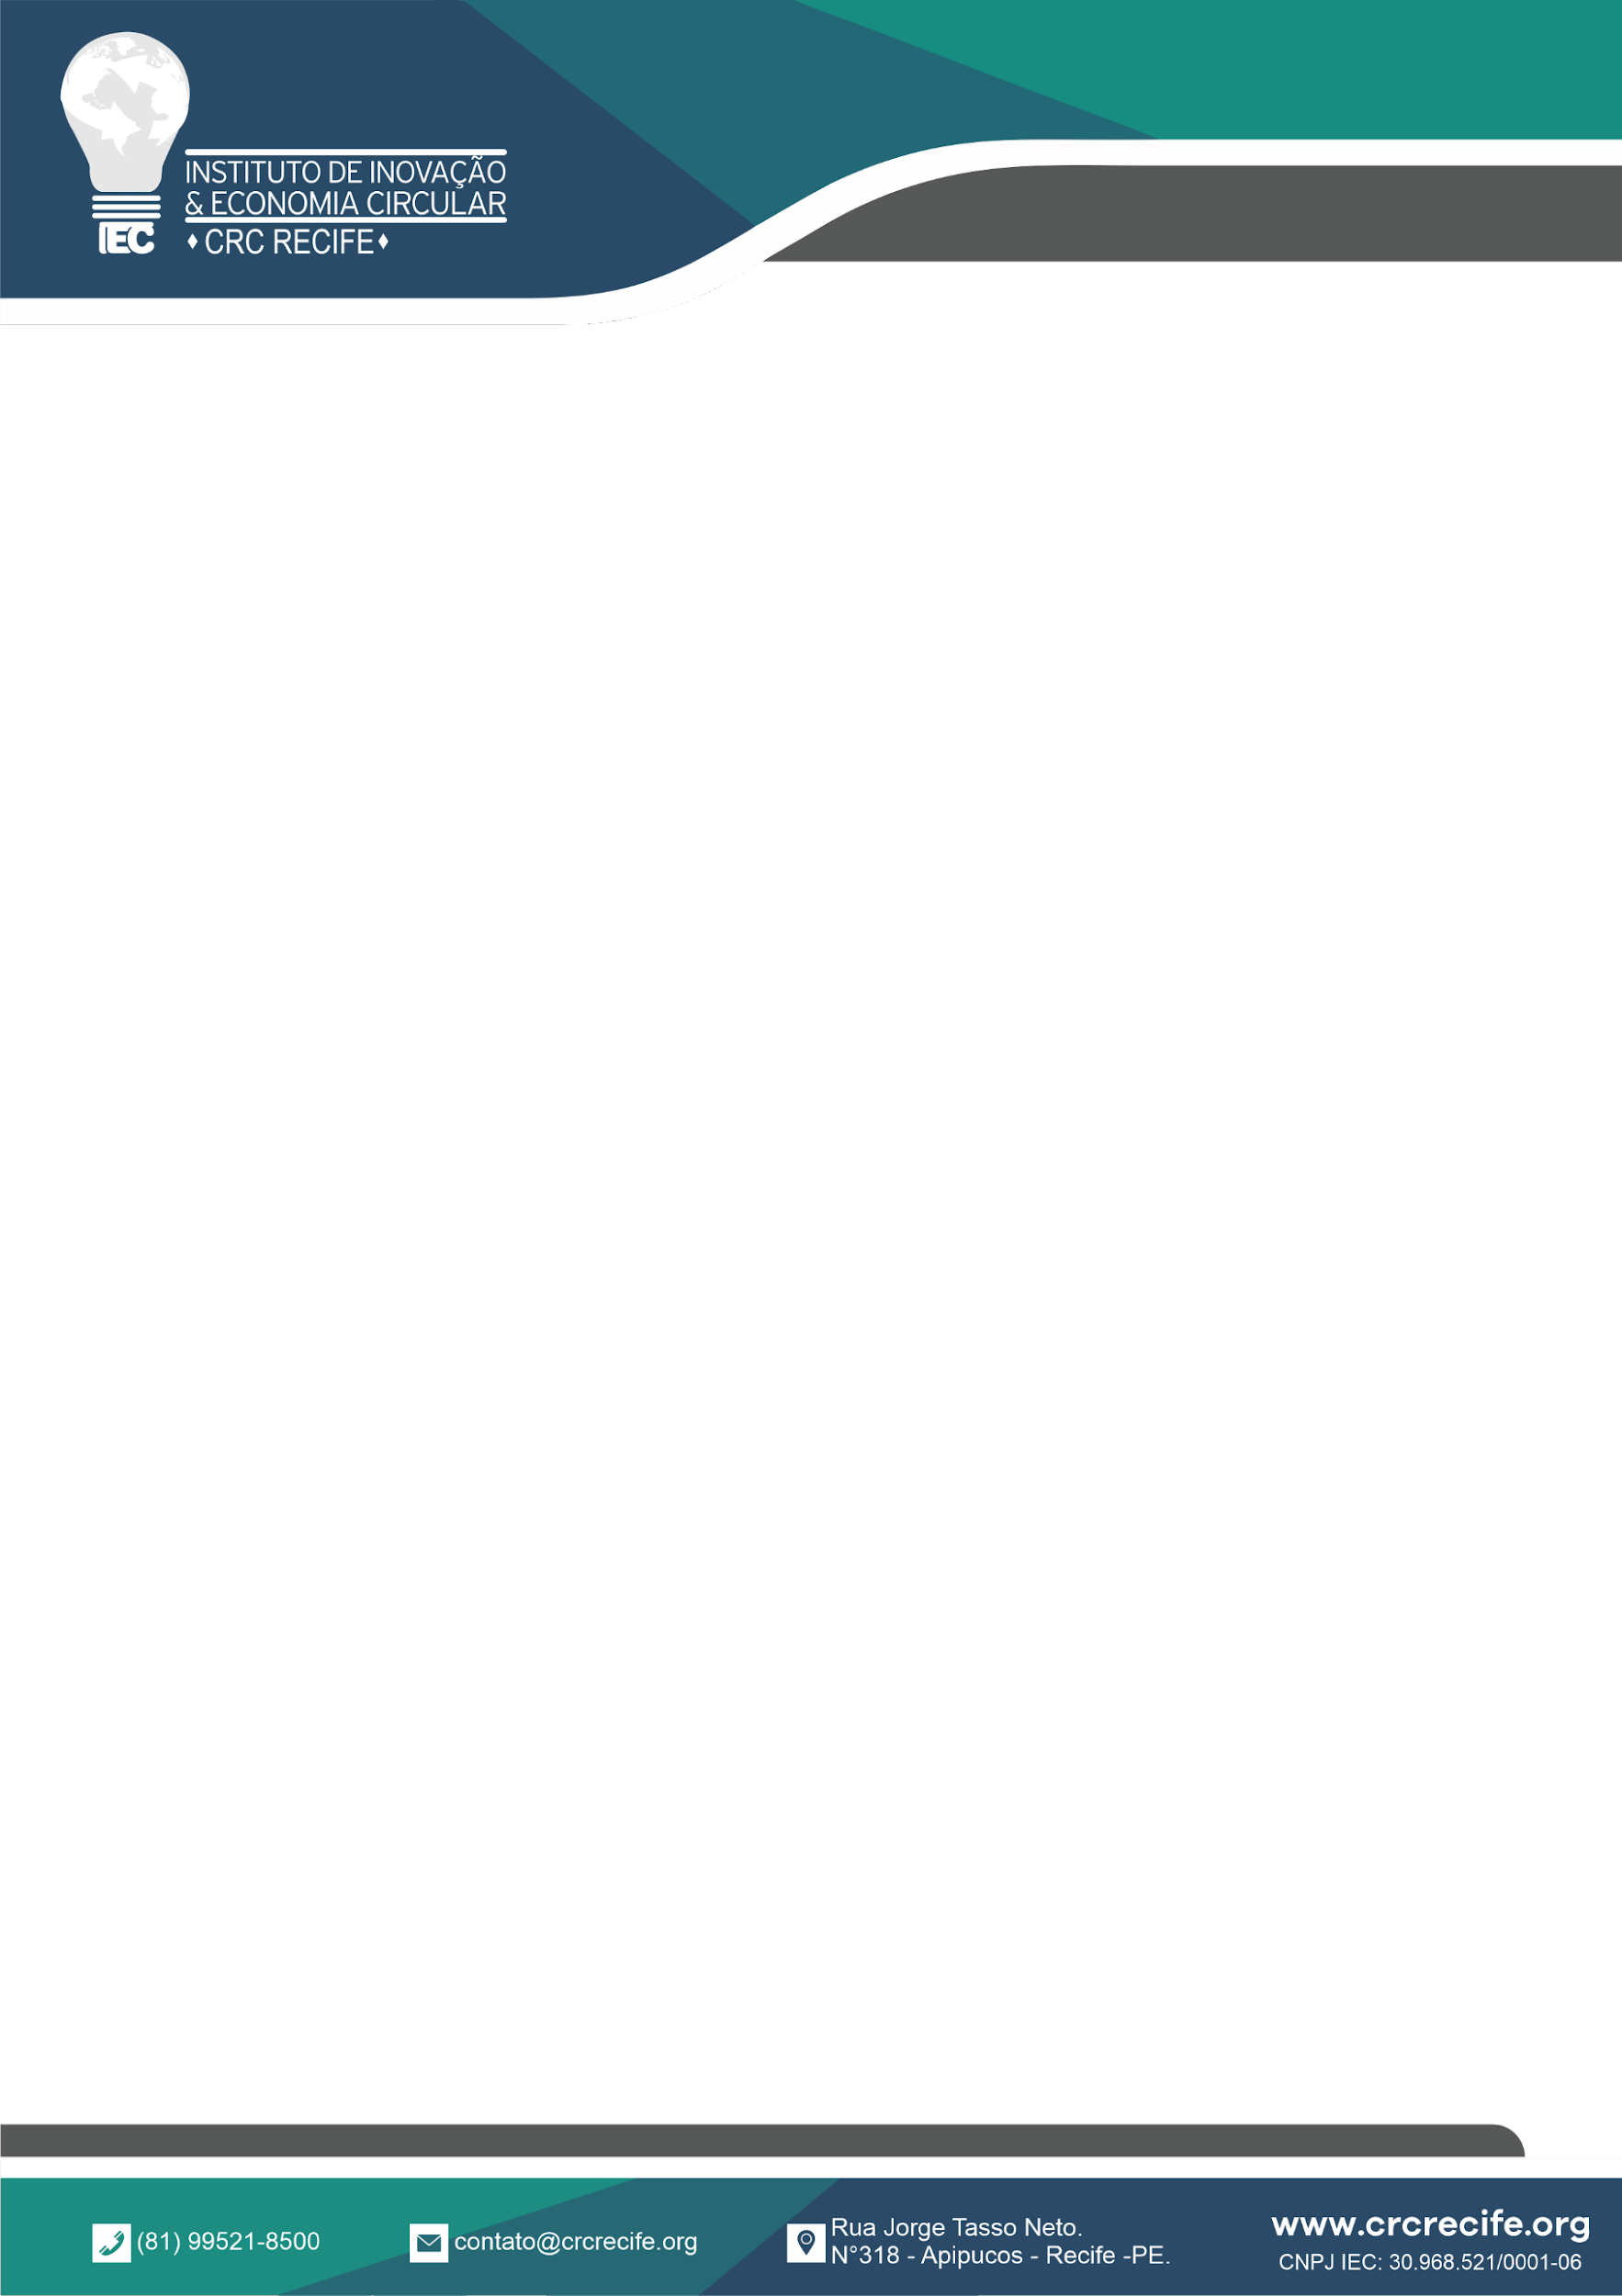 INSTITUTO DE INOVAÇÃO
& ECONOMIA CIRCULAR
IEC
CRC RECIFE
(81) 99521-8500
contato@crcrecife.org
Rua Jorge Tasso Neto.
N°318 - Apipucos - Recife -PE.
www.crcrecife.org
CNPJ IEC: 30.968.521/0001-06